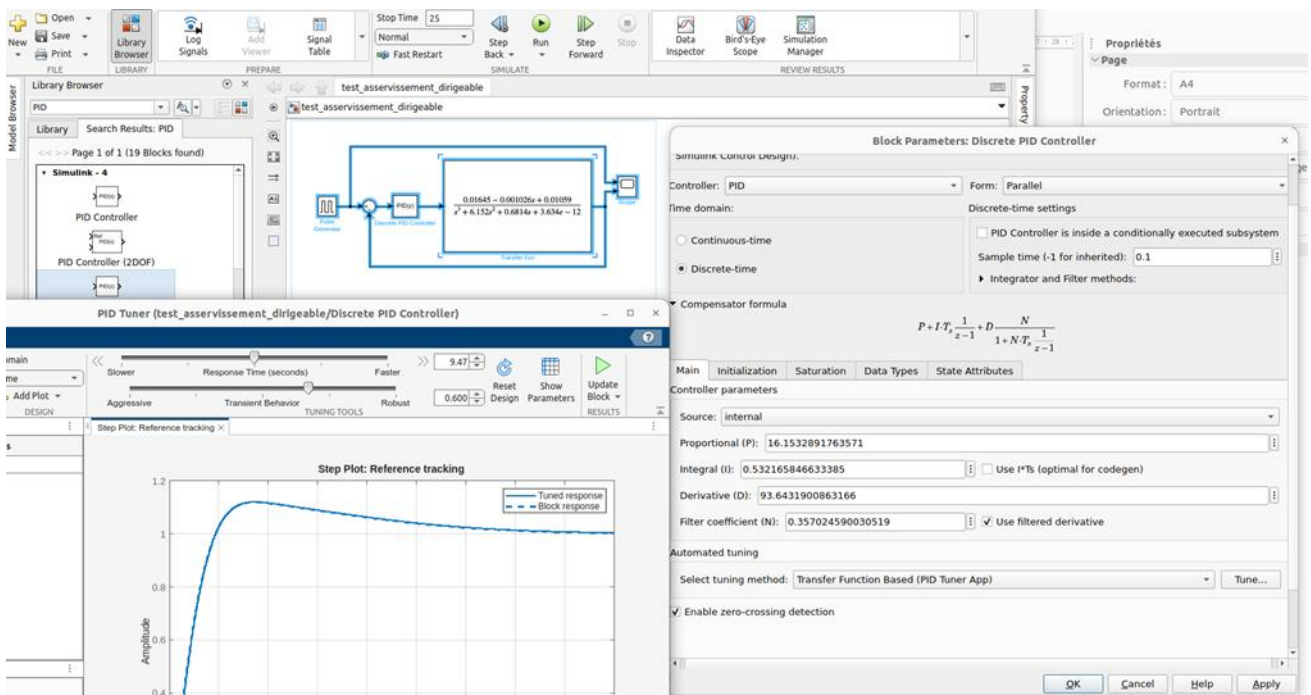 Open
Save
Print
New
FILE
Library
Browser
LIBRARY
Log
Signals
Add
Viewer
Signal
Table
PREPARE
Stop Time 25
Normal
Fast Restart
Step
Back
Run
Step
Forward
Stop
SIMULATE
Data
Inspector
Bird's-Eye
Scope
Simulation
Manager
REVIEW RESULTS
Propriétés
Page
Format: A4
Orientation: Portrait
Model Browser
Library Browser
PID
Library
Search Results: PID
<< >> Page 1 of 1 (19 Blocks found)
Simulink - 4
PID(s)
PID Controller
Ref
PID(s)
PID Controller (2DOF)
PID(z)
test_asservissement_dirigeable
test_asservissement_dirigeable
Property
Pulse
Generator
PID(z)
Discrete PID Controller
0.01645 − 0.001026s + 0.01059
s³ + 6.152s² + 0.6814s + 3.634e − 12
Transfer Fcn
Scope
PID Tuner (test_asservissement_dirigeable/Discrete PID Controller)
main
me
Add Plot
DESIGN
Slower
Response Time (seconds)
Faster
9.47
Aggressive
Transient Behavior
Robust
0.600
TUNING TOOLS
Reset
Design
Show
Parameters
Update
Block
RESULTS
s
Step Plot: Reference tracking
Step Plot: Reference tracking
Tuned response
Block response
1.2
1
0.8
0.6
0.4
Amplitude
Block Parameters: Discrete PID Controller
Simulink Control Design).
Controller: PID
Form: Parallel
Time domain:
Continuous-time
Discrete-time
Discrete-time settings
PID Controller is inside a conditionally executed subsystem
Sample time (-1 for inherited): 0.1
Integrator and Filter methods:
Compensator formula
P + I·Tₛ 1/(z − 1) + D N/(1 + N·Tₛ 1/(z − 1))
Main
Initialization
Saturation
Data Types
State Attributes
Controller parameters
Source: internal
Proportional (P): 16.1532891763571
Integral (I): 0.532165846633385
Use I*Ts (optimal for codegen)
Derivative (D): 93.6431900863166
Filter coefficient (N): 0.357024590030519
Use filtered derivative
Automated tuning
Select tuning method: Transfer Function Based (PID Tuner App)
Tune...
Enable zero-crossing detection
OK
Cancel
Help
Apply